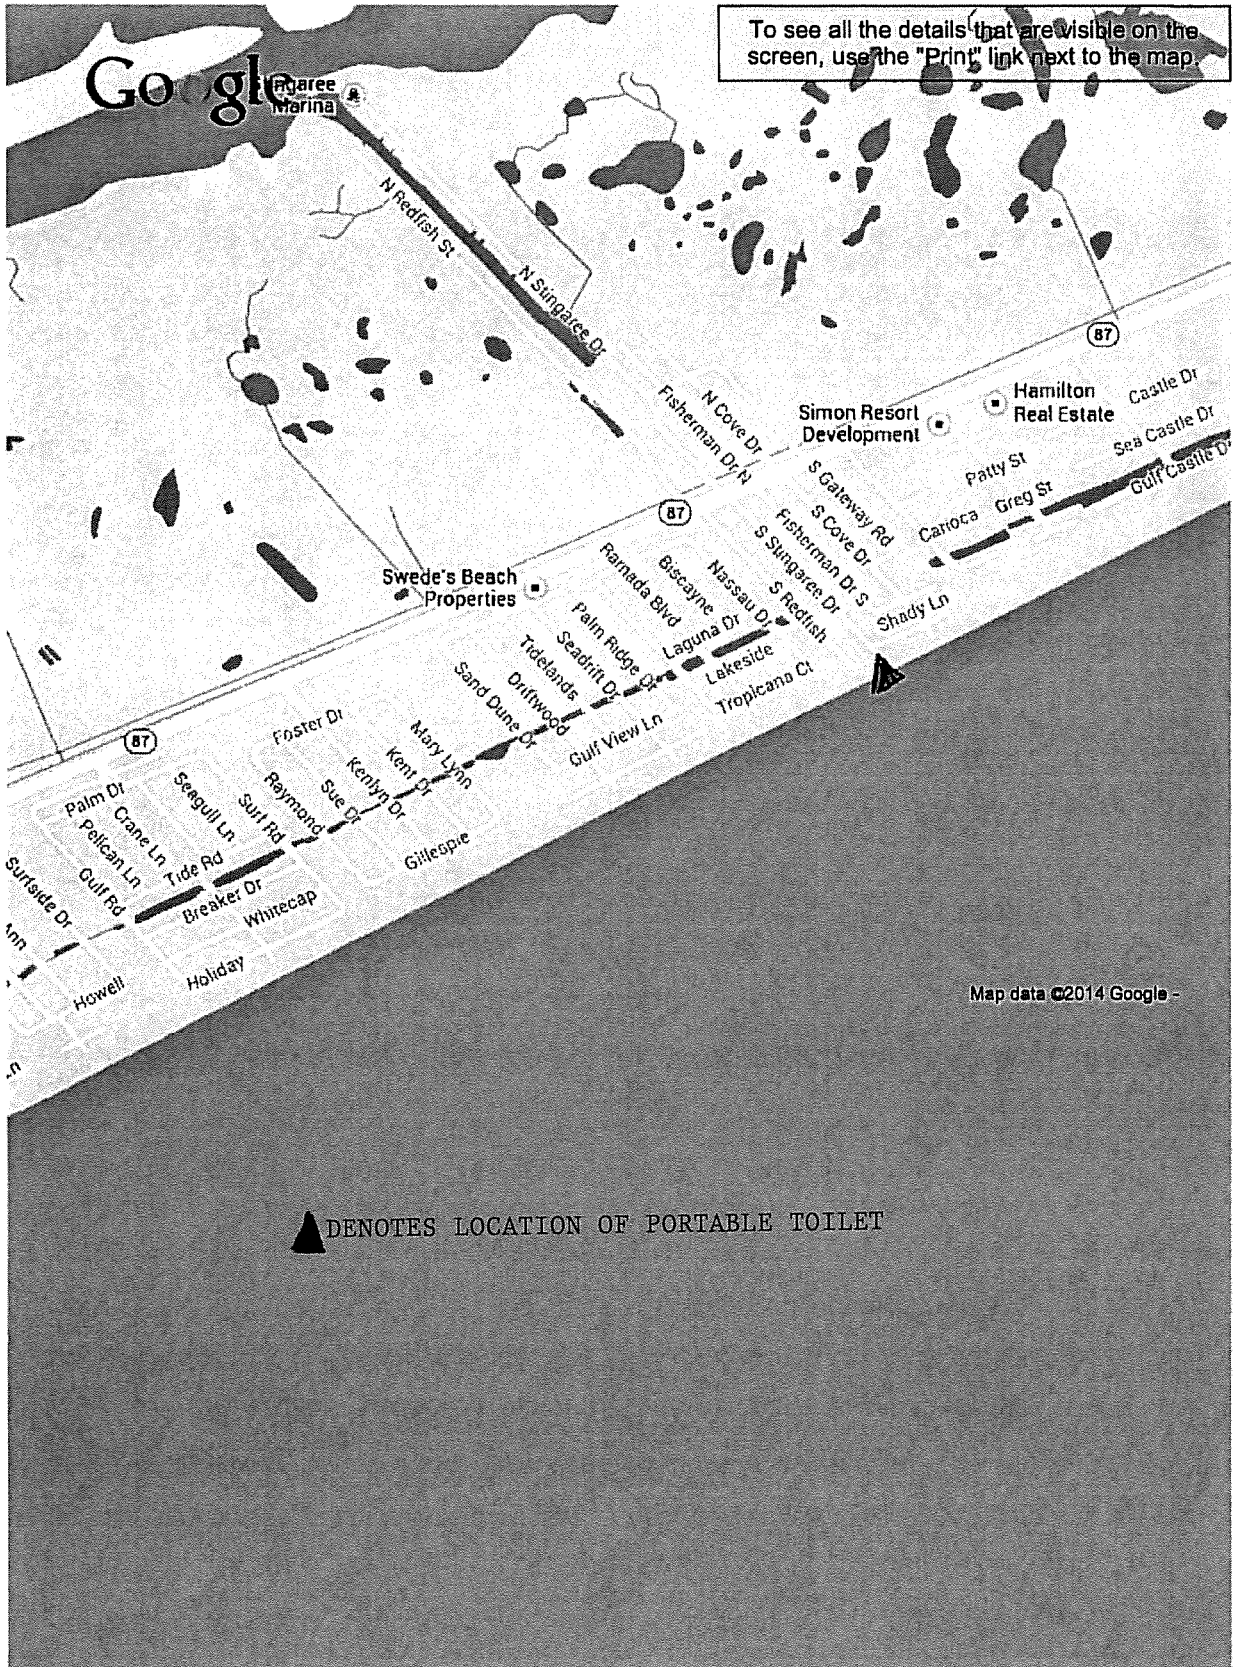 To see all the details that are visible on the
screen, use the "Print" link next to the map.
Google
Marina
N Redfish St
N Stingaree Dr
87
Hamilton
Real Estate
Castle Dr
Simon Resort
Development
N Cove Dr
Fisherman Dr N
Sea Castle Dr
Gulf Castle D
Patty St
Greg St
Carioca
S Gateway Rd
S Cove Dr
Fisherman Dr S
S Stingaree Dr
S Redfish
87
Shady Ln
Swede's Beach
Properties
Ramada Blvd
Biscayne
Nassau Dr
Laguna Dr
Lakeside
Tropicana Ct
Palm Ridge Dr
Seadrift Dr
Tidelands
Driftwood
Sand Dune Dr
Gulf View Ln
87
Foster Dr
Mary Lynn
Kent Dr
Kenlyn Dr
Sue Dr
Raymond
Surf Rd
Seagull Ln
Gillespie
Palm Dr
Crane Ln
Pelican Ln
Gulf Rd
Tide Rd
Breaker Dr
Whitecap
Surfside Dr
Ann
Howell
Holiday
Ln
Map data ©2014 Google -
DENOTES LOCATION OF PORTABLE TOILET